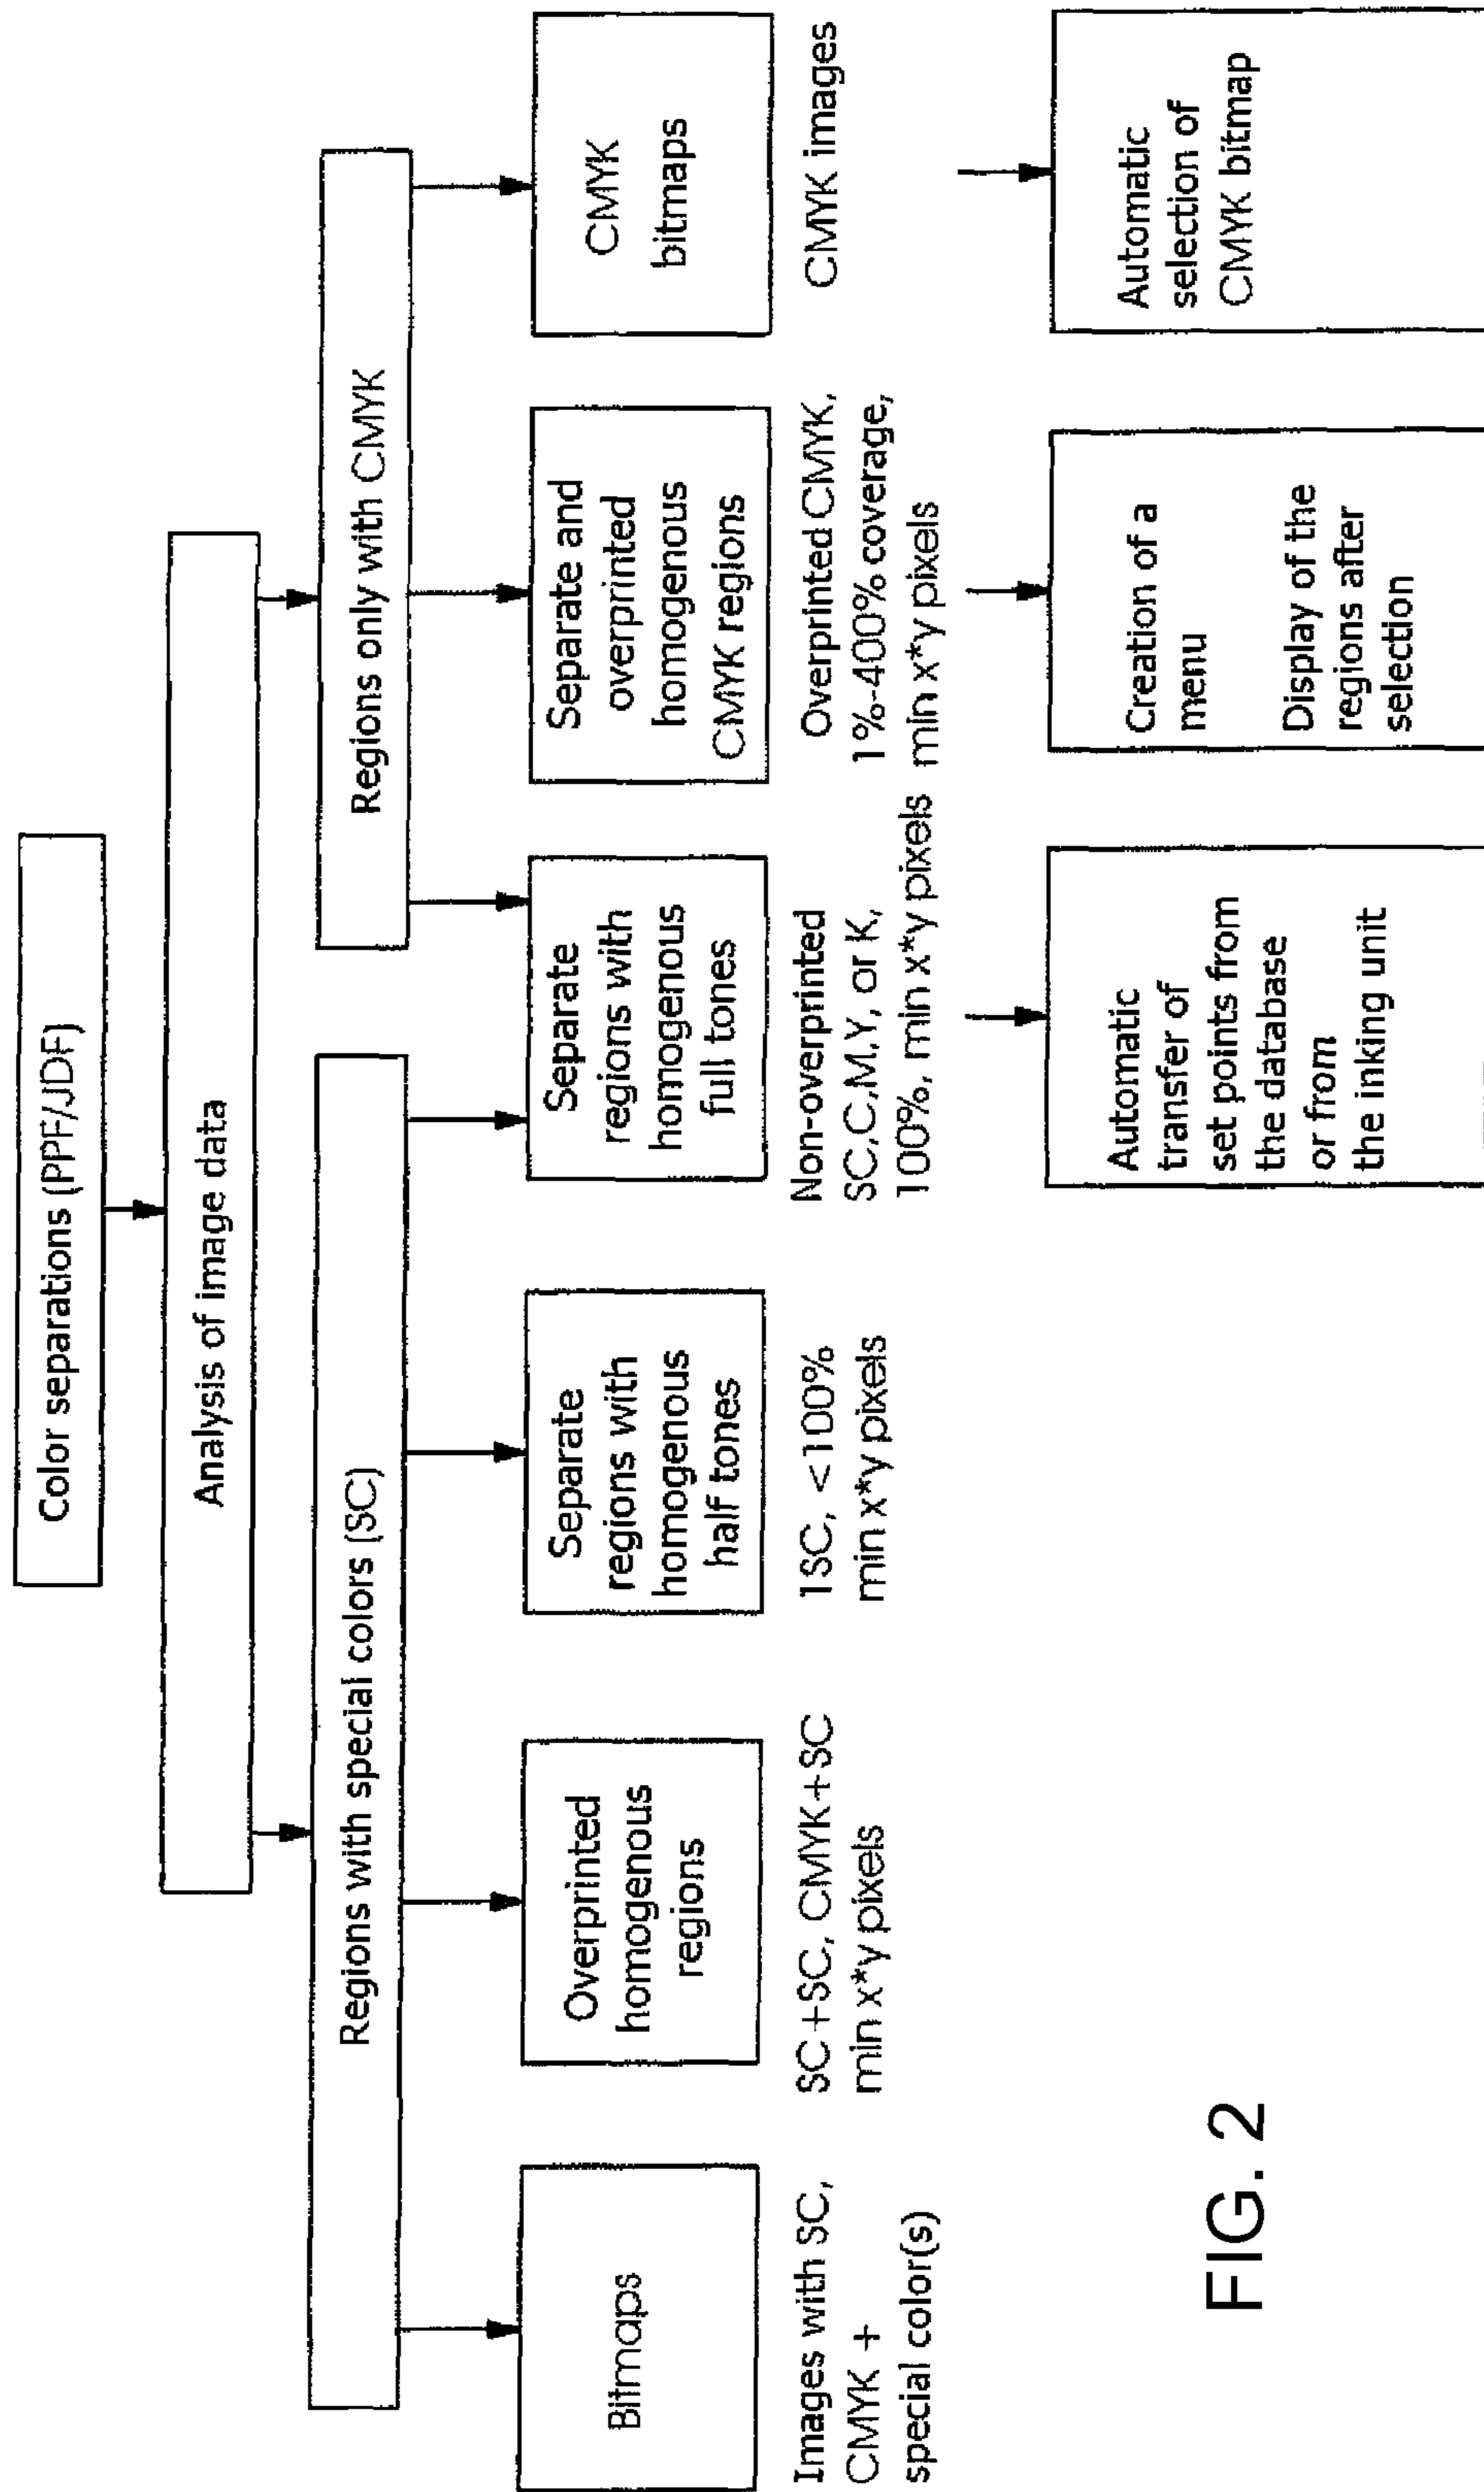 Color separations (PPF/JDF)
Analysis of image data
Regions with special colors (SC)
Regions only with CMYK
Bitmaps
Overprinted
homogenous
regions
Separate
regions with
homogenous
half tones
Separate
regions with
homogenous
full tones
Separate and
overprinted
homogenous
CMYK regions
CMYK
bitmaps
Images with SC,
CMYK +
special color(s)
SC+SC, CMYK+SC
min x*y pixels
1SC, <100%
min x*y pixels
Non-overprinted
SC,C,M,Y, or K,
100%, min x*y pixels
Overprinted CMYK,
1%-400% coverage,
min x*y pixels
CMYK images
Automatic
transfer of
set points from
the database
or from
the inking unit
Creation of a
menu
Display of the
regions after
selection
Automatic
selection of
CMYK bitmap
FIG. 2